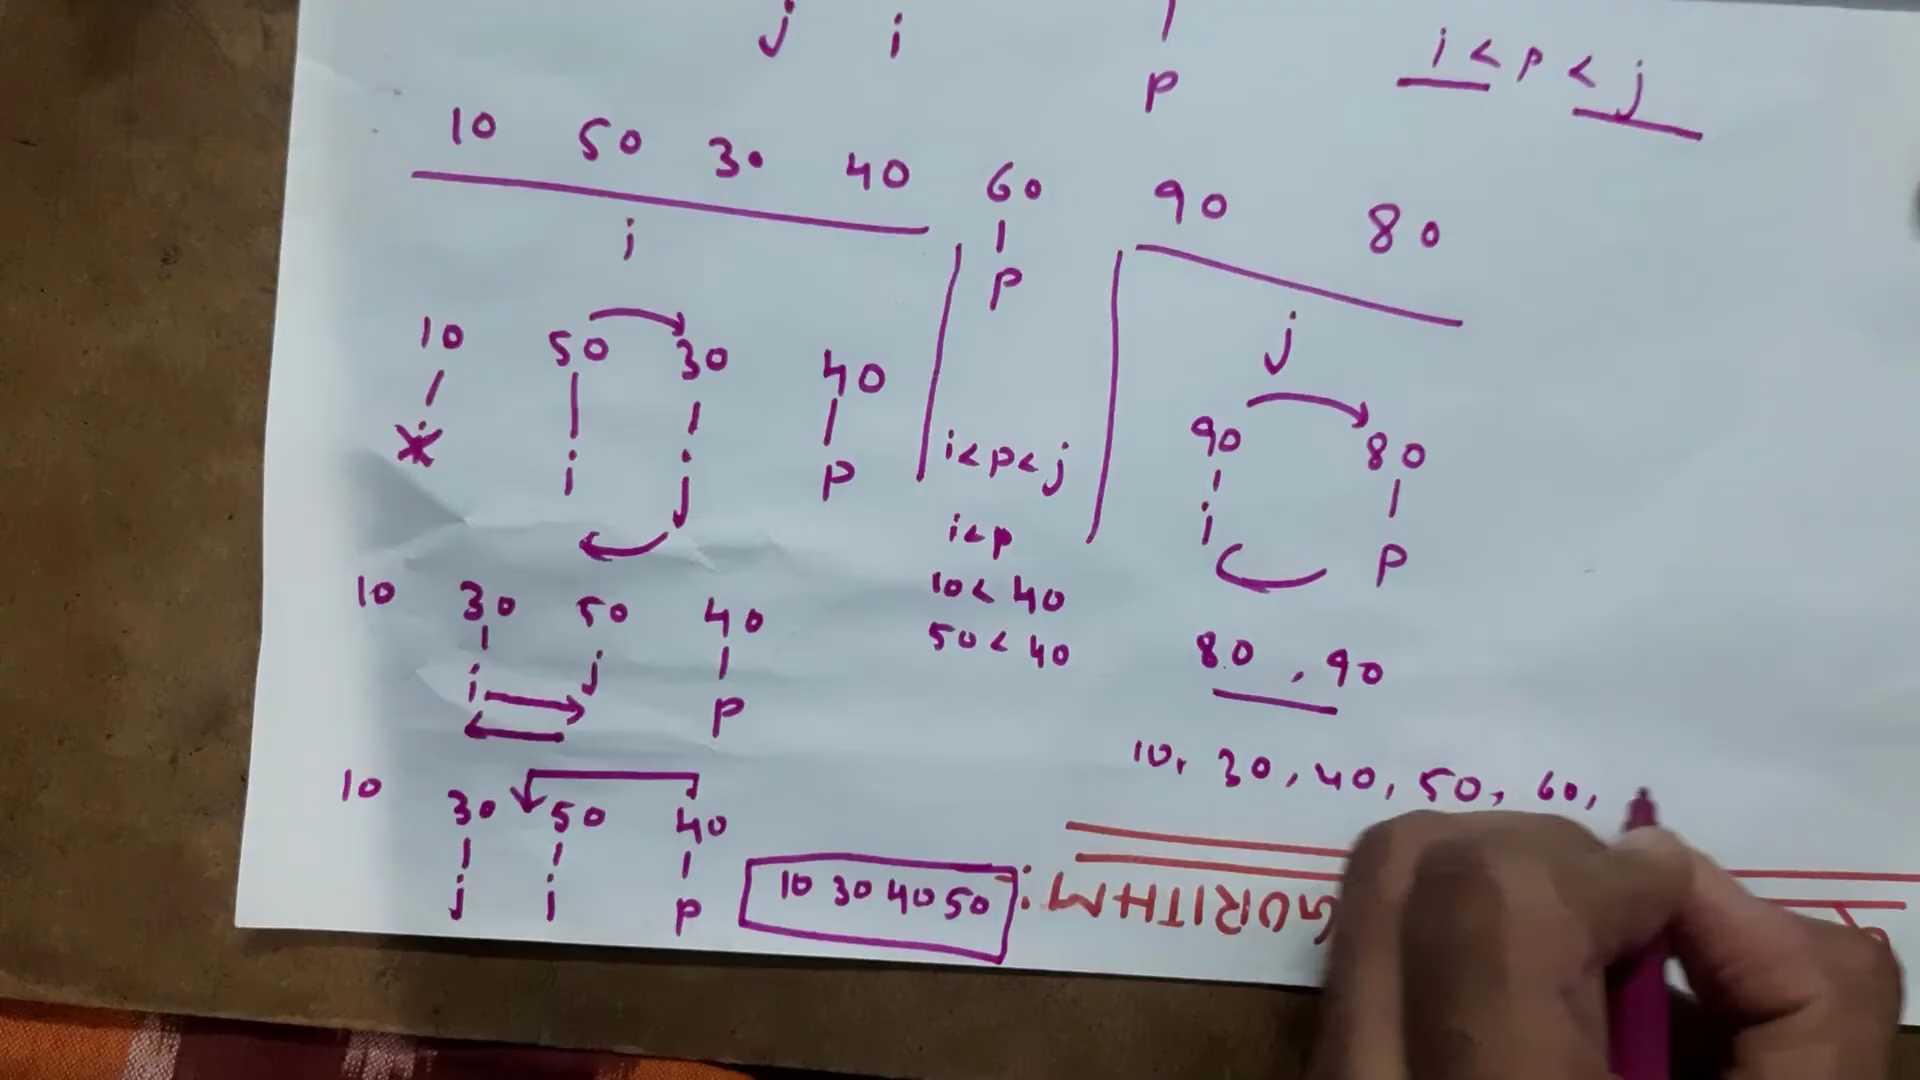 j i
p
i < p < j
10 50 30 40 60 90 80
i p j
10 50 30 40
i j p
i<p<j
90 80
i p
i<p
10 30 50 40
10< 40
50< 40
80, 90
i j p
10, 30, 40, 50, 60,
10 30 50 40
j i p
10 30 40 50
GORITHM: